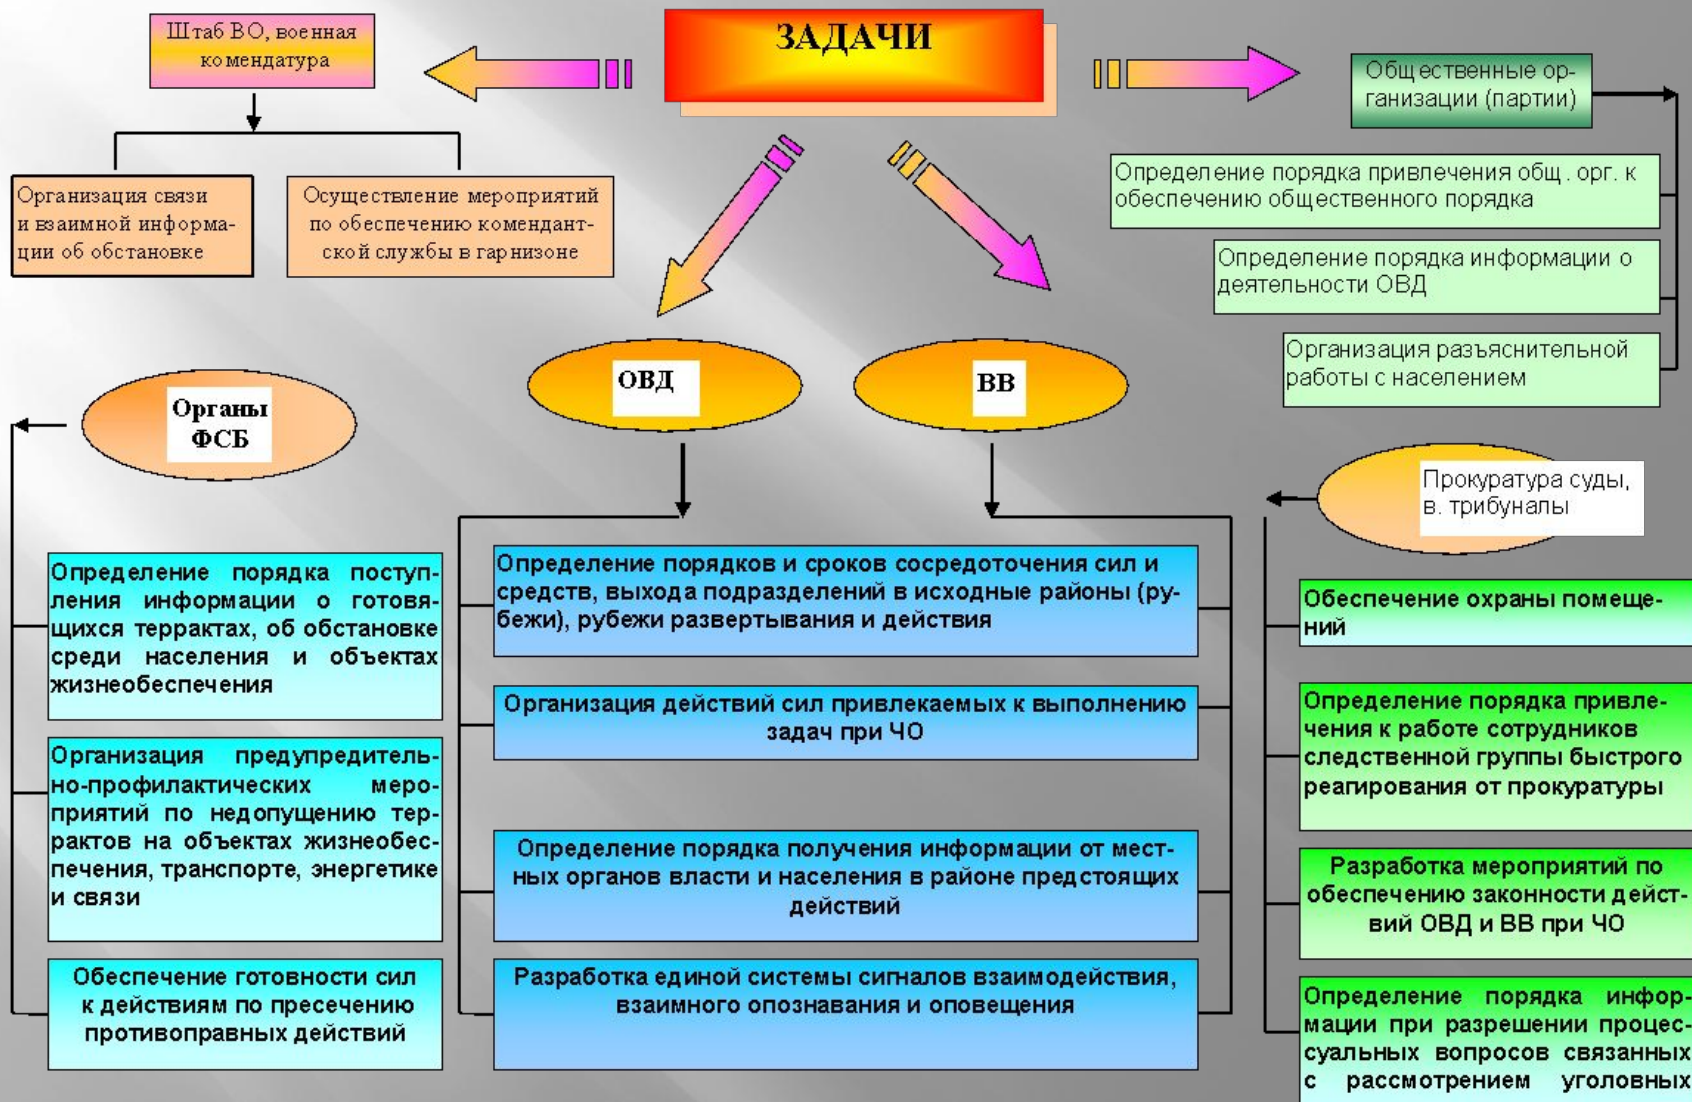 ЗАДАЧИ
Штаб ВО, военная
комендатура
Организация связи
и взаимной информа-
ции об обстановке
Осуществление мероприятий
по обеспечению комендант-
ской службы в гарнизоне
Общественные ор-
ганизации (партии)
Определение порядка привлечения общ. орг. к
обеспечению общественного порядка
Определение порядка информации о
деятельности ОВД
Организация разъяснительной
работы с населением
Органы
ФСБ
Определение порядка поступ-
ления информации о готовя-
щихся террактах, об обстановке
среди населения и объектах
жизнеобеспечения
Организация предупредитель-
но-профилактических меро-
приятий по недопущению тер-
рактов на объектах жизнеобес-
печения, транспорте, энергетике
и связи
Обеспечение готовности сил
к действиям по пресечению
противоправных действий
ОВД
ВВ
Определение порядков и сроков сосредоточения сил и
средств, выхода подразделений в исходные районы (ру-
бежи), рубежи развертывания и действия
Организация действий сил привлекаемых к выполнению
задач при ЧО
Определение порядка получения информации от мест-
ных органов власти и населения в районе предстоящих
действий
Разработка единой системы сигналов взаимодействия,
взаимного опознавания и оповещения
Прокуратура суды,
в. трибуналы
Обеспечение охраны помеще-
ний
Определение порядка привле-
чения к работе сотрудников
следственной группы быстрого
реагирования от прокуратуры
Разработка мероприятий по
обеспечению законности дейст-
вий ОВД и ВВ при ЧО
Определение порядка инфор-
мации при разрешении процес-
суальных вопросов связанных
с рассмотрением уголовных